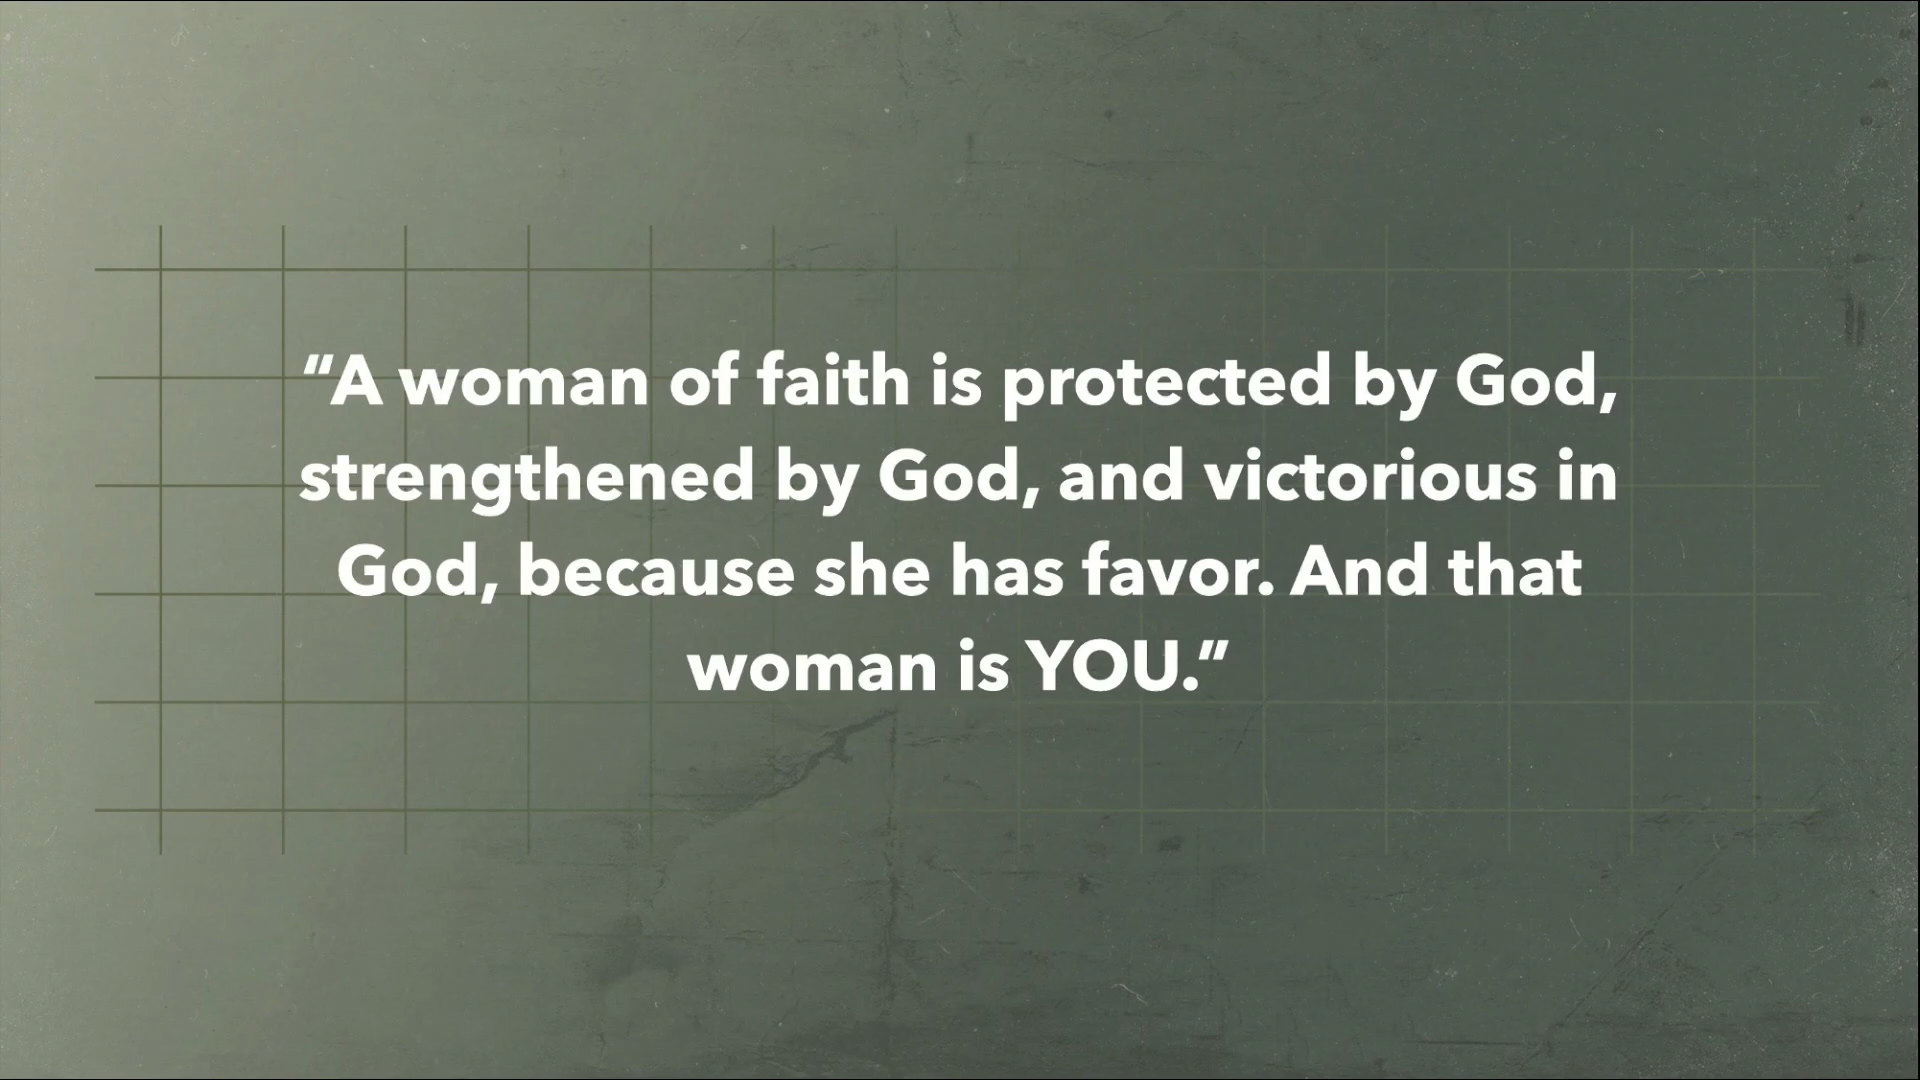 “A woman of faith is protected by God,
strengthened by God, and victorious in
God, because she has favor. And that
woman is YOU.”